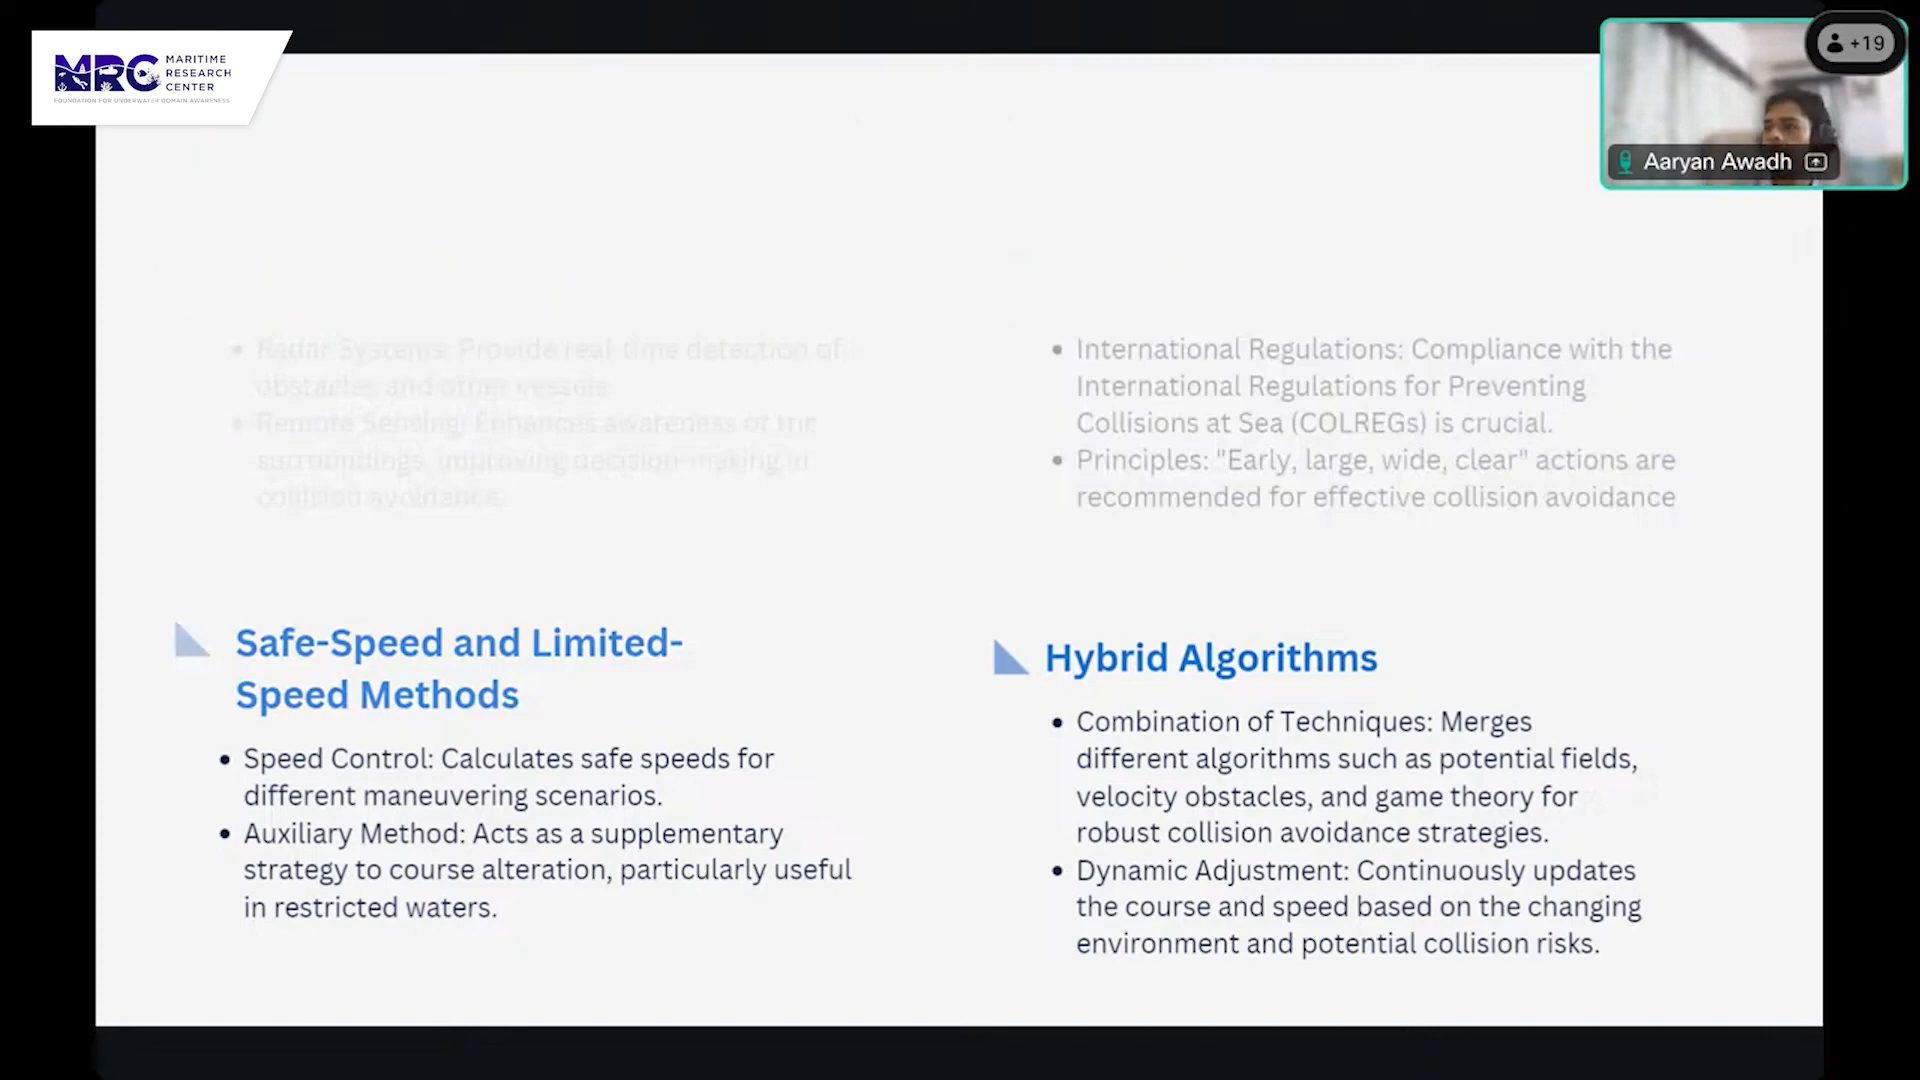 MRC
MARITIME
RESEARCH
CENTER
FOUNDATION FOR UNDERWATER DOMAIN AWARENESS
+19
Aaryan Awadh
Radar Systems: Provide real-time detection of
obstacles and other vessels.
Remote Sensing: Enhances awareness of the
surroundings, improving decision-making in
collision avoidance.
• International Regulations: Compliance with the
International Regulations for Preventing
Collisions at Sea (COLREGs) is crucial.
• Principles: "Early, large, wide, clear" actions are
recommended for effective collision avoidance
Safe-Speed and Limited-
Speed Methods
• Speed Control: Calculates safe speeds for
different maneuvering scenarios.
• Auxiliary Method: Acts as a supplementary
strategy to course alteration, particularly useful
in restricted waters.
Hybrid Algorithms
• Combination of Techniques: Merges
different algorithms such as potential fields,
velocity obstacles, and game theory for
robust collision avoidance strategies.
• Dynamic Adjustment: Continuously updates
the course and speed based on the changing
environment and potential collision risks.